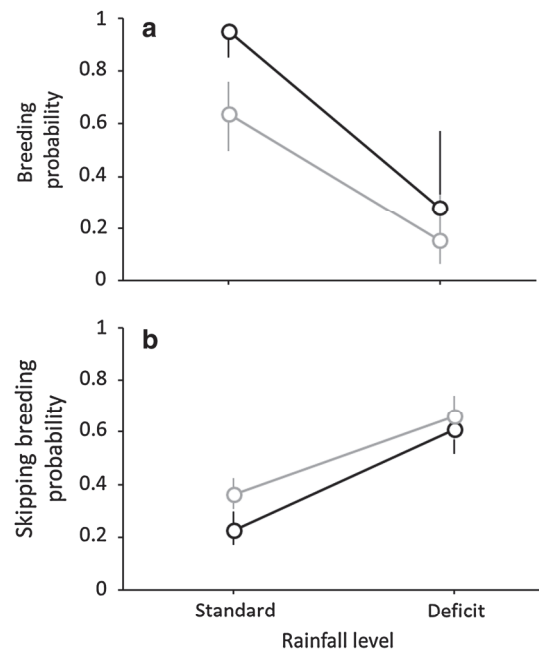 a
1
0.8
0.6
0.4
0.2
0
Breeding
probability
b
1
0.8
0.6
0.4
0.2
0
Skipping breeding
probability
Standard
Deficit
Rainfall level